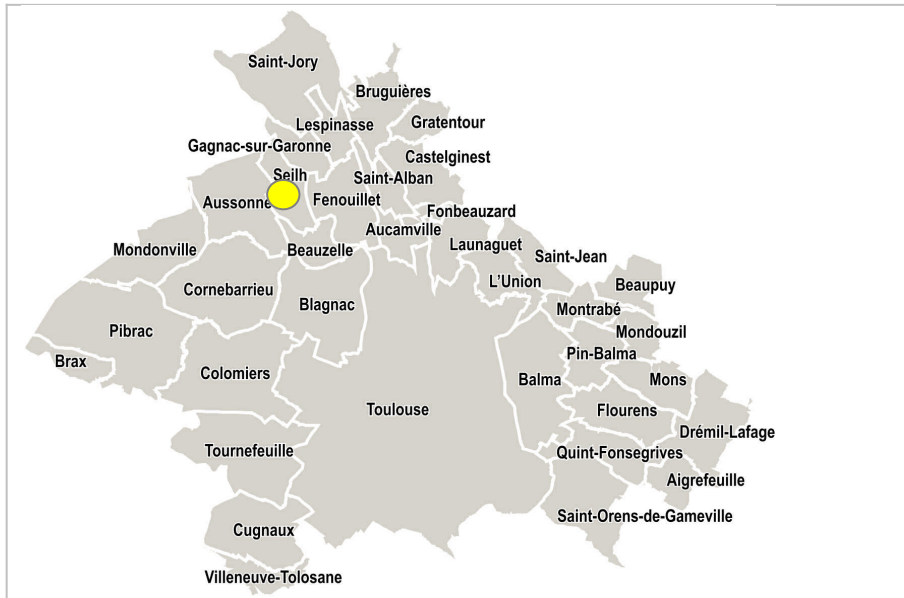 Saint-Jory
Bruguières
Lespinasse
Gratentour
Gagnac-sur-Garonne
Castelginest
Seilh
Saint-Alban
Aussonne
Fenouillet
Fonbeauzard
Aucamville
Launaguet
Mondonville
Beauzelle
Saint-Jean
L'Union
Beaupuy
Cornebarrieu
Blagnac
Montrabé
Pibrac
Mondouzil
Pin-Balma
Brax
Colomiers
Balma
Mons
Toulouse
Flourens
Drémil-Lafage
Tournefeuille
Quint-Fonsegrives
Aigrefeuille
Saint-Orens-de-Gameville
Cugnaux
Villeneuve-Tolosane